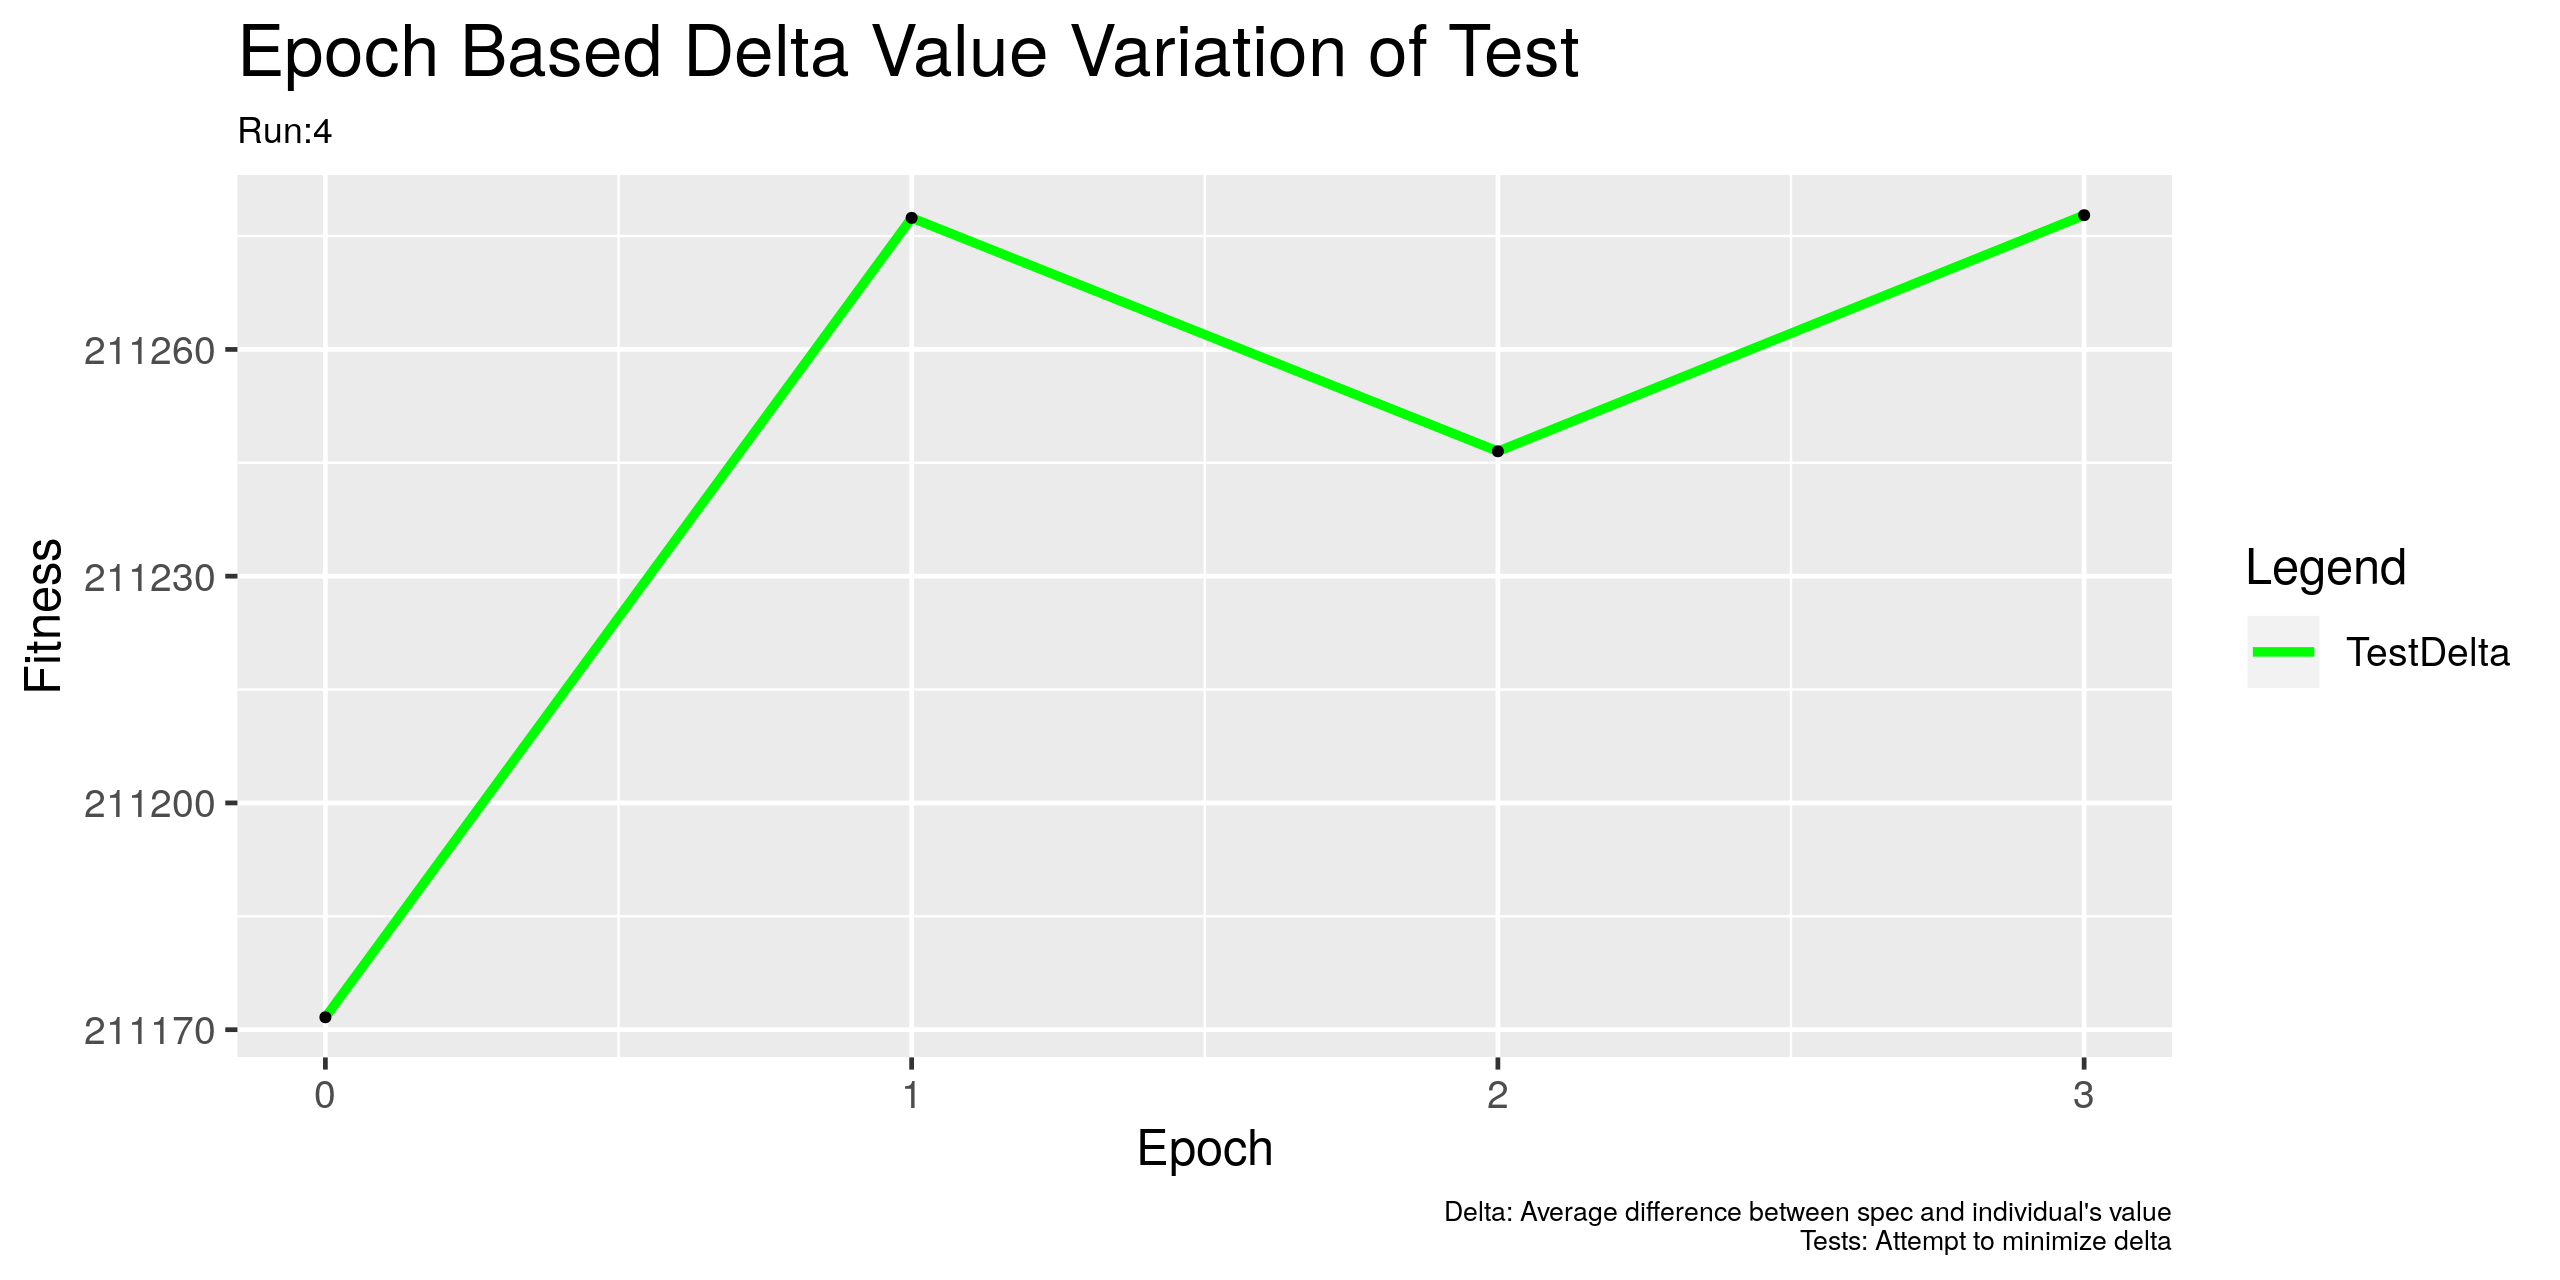 Epoch Based Delta Value Variation of Test
Run:4
Fitness
211260
211230
211200
211170
0
1
2
3
Epoch
Legend
TestDelta
Delta: Average difference between spec and individual's value
Tests: Attempt to minimize delta